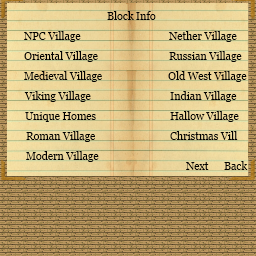 Block Info
NPC Village
Oriental Village
Medieval Village
Viking Village
Unique Homes
Roman Village
Modern Village
Nether Village
Russian Village
Old West Village
Indian Village
Hallow Village
Christmas Vill
Next Back